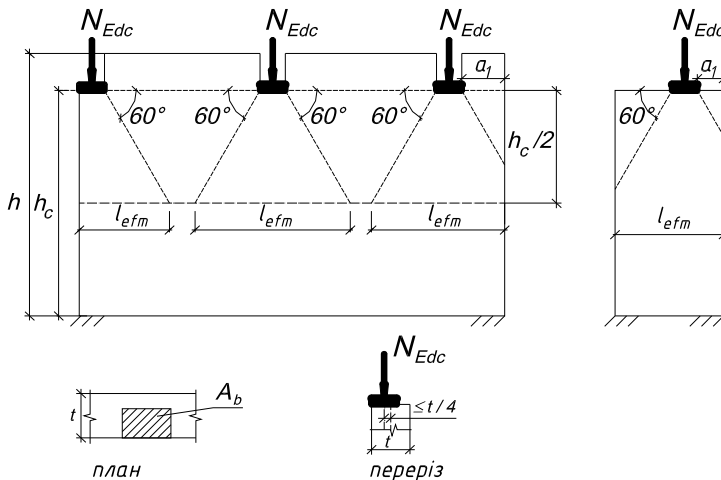 N_Edc N_Edc N_Edc N_Edc
a_1 a_1
60° 60° 60° 60° 60°
h_c/2
h h_c
l_efm l_efm l_efm l_efm
N_Edc
A_b
≤t/4
t t
план переріз